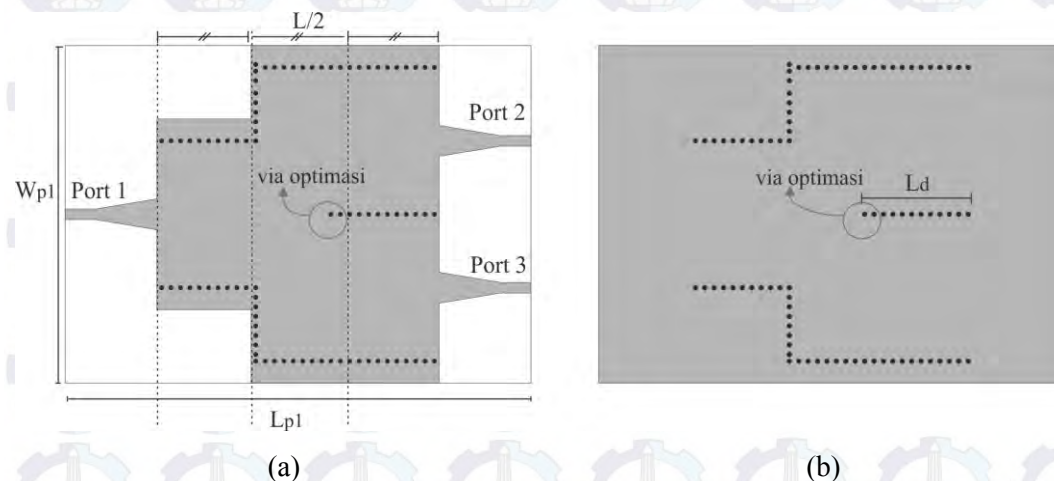 L/2
Port 2
via optimasi
Wp1
Port 1
Port 3
Lp1
(a)
via optimasi
Ld
(b)